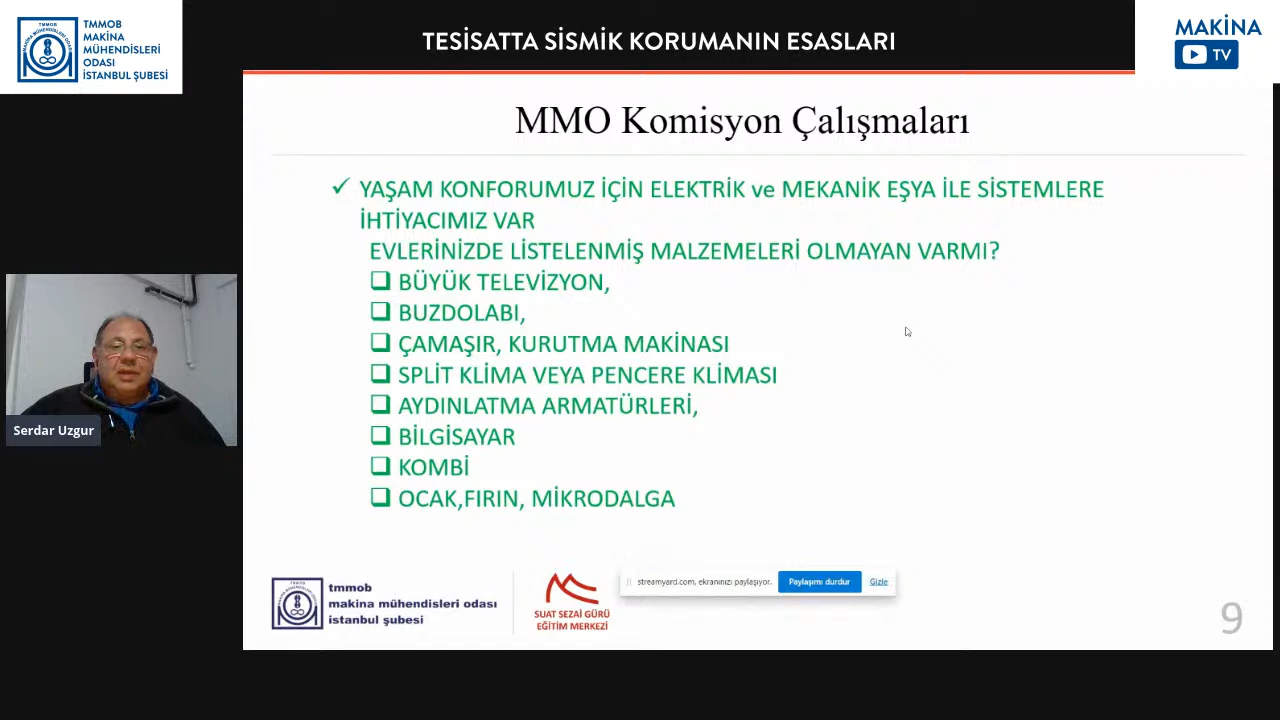 TMMOB
MAKİNA
MÜHENDİSLERİ
ODASI
İSTANBUL ŞUBESİ
TESİSATTA SİSMİK KORUMANIN ESASLARI
MAKİNA
TV
MMO Komisyon Çalışmaları
YAŞAM KONFORUMUZ İÇİN ELEKTRİK ve MEKANİK EŞYA İLE SİSTEMLERE
İHTİYACIMIZ VAR
EVLERİNİZDE LİSTELENMİŞ MALZEMELERİ OLMAYAN VARMI?
BÜYÜK TELEVİZYON,
BUZDOLABI,
ÇAMAŞIR, KURUTMA MAKİNASI
SPLİT KLİMA VEYA PENCERE KLİMASI
AYDINLATMA ARMATÜRLERİ,
BİLGİSAYAR
KOMBİ
OCAK,FIRIN, MİKRODALGA
Serdar Uzgur
tmmob
makina mühendisleri odası
istanbul şubesi
SUAT SEZAİ GÜRÜ
EĞİTİM MERKEZİ
streamyard.com, ekranınızı paylaşıyor.
Paylaşımı durdur
Gizle
9